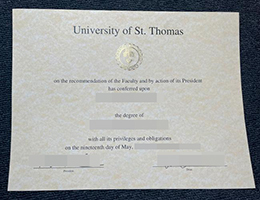 University of St. Thomas
on the recommendation of the Faculty and by action of its President
has conferred upon
the degree of
with all its privileges and obligations
on the nineteenth day of May,
President